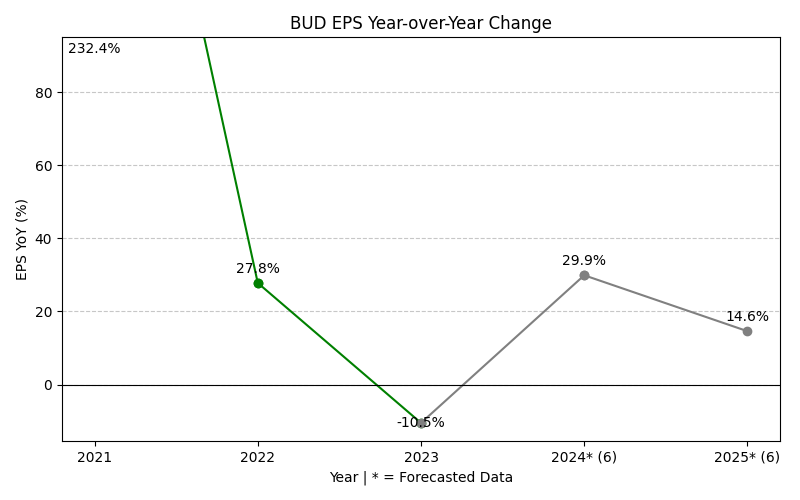 BUD EPS Year-over-Year Change
232.4%
80
60
40
20
0
EPS YoY (%)
27.8%
-10.5%
29.9%
14.6%
2021 2022 2023 2024* (6) 2025* (6)
Year | * = Forecasted Data